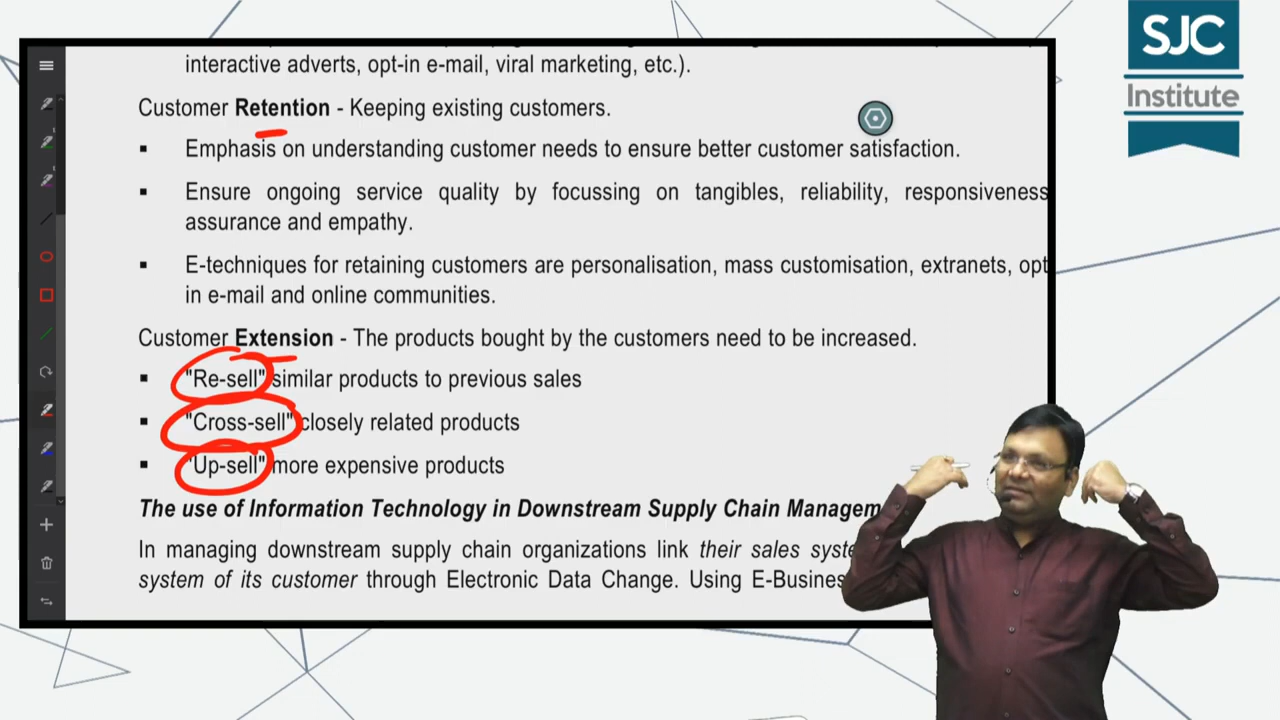 SJC
Institute
interactive adverts, opt-in e-mail, viral marketing, etc.).
Customer Retention - Keeping existing customers.
▪ Emphasis on understanding customer needs to ensure better customer satisfaction.
▪ Ensure ongoing service quality by focussing on tangibles, reliability, responsiveness
assurance and empathy.
▪ E-techniques for retaining customers are personalisation, mass customisation, extranets, opt
in e-mail and online communities.
Customer Extension - The products bought by the customers need to be increased.
▪ "Re-sell" similar products to previous sales
▪ "Cross-sell" closely related products
▪ "Up-sell" more expensive products
The use of Information Technology in Downstream Supply Chain Managem
In managing downstream supply chain organizations link their sales syste
system of its customer through Electronic Data Change. Using E-Busines